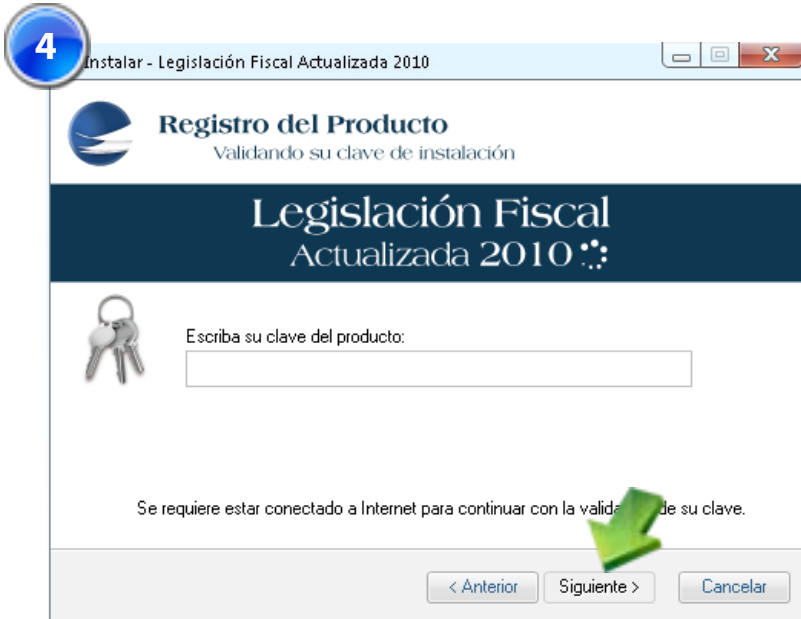 4
Instalar - Legislación Fiscal Actualizada 2010
Registro del Producto
Validando su clave de instalación
Legislación Fiscal
Actualizada 2010
Escriba su clave del producto:
Se requiere estar conectado a Internet para continuar con la de su clave.
< Anterior
Siguiente >
Cancelar